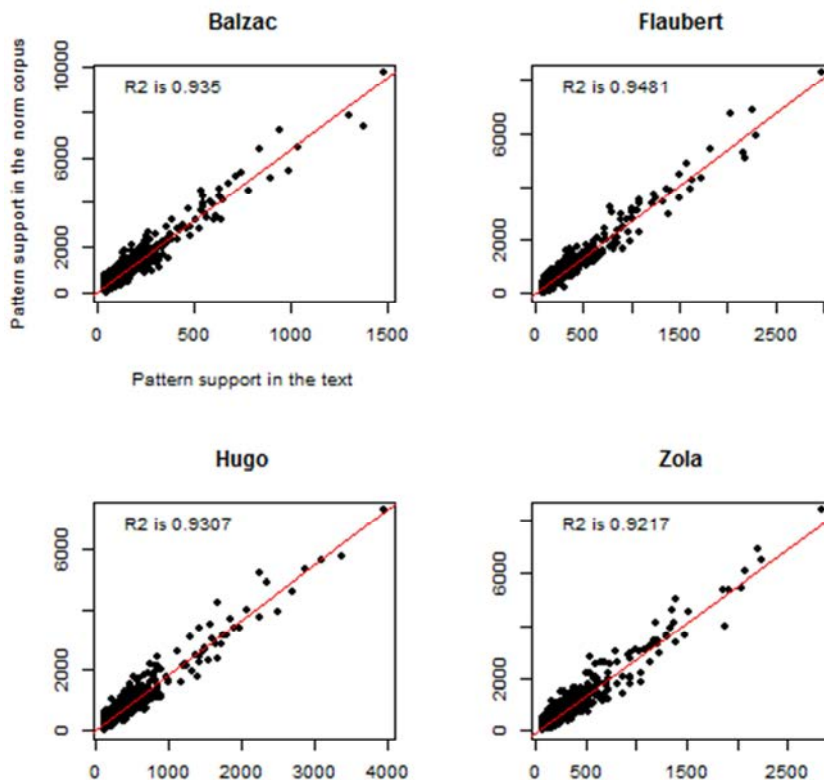 Balzac
Pattern support in the norm corpus
R2 is 0.935
10000
6000
2000
0
0 500 1000 1500
Pattern support in the text
Flaubert
R2 is 0.9481
6000
2000
0
0 500 1500 2500
Hugo
R2 is 0.9307
6000
2000
0
0 1000 2000 3000 4000
Zola
R2 is 0.9217
6000
2000
0
0 500 1500 2500